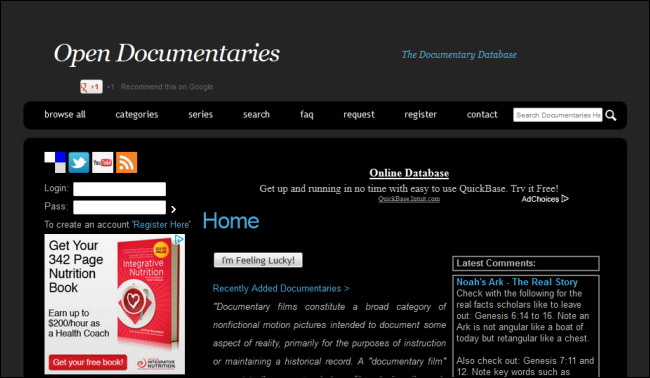 Open Documentaries
The Documentary Database
+1 +1 Recommend this on Google
browse all categories series search faq request register contact Search Documentaries He
You Tube
Login:
Pass:
To create an account 'Register Here'
Online Database
Get up and running in no time with easy to use QuickBase. Try it Free!
QuickBase.Intuit.com
AdChoices
Home
Get Your
342 Page
Nutrition
Book
Earn up to
$200/hour as
a Health Coach
Get your free book!
Integrative
Nutrition
INTEGRATIVE
NUTRITION
I'm Feeling Lucky!
Recently Added Documentaries >
"Documentary films constitute a broad category of
nonfictional motion pictures intended to document some
aspect of reality, primarily for the purposes of instruction
or maintaining a historical record. A "documentary film"
Latest Comments:
Noah's Ark - The Real Story
Check with the following for the
real facts scholars like to leave
out: Genesis 6:14 to 16. Note an
Ark is not angular like a boat of
today but retangular like a chest.
Also check out: Genesis 7:11 and
12. Note key words such as